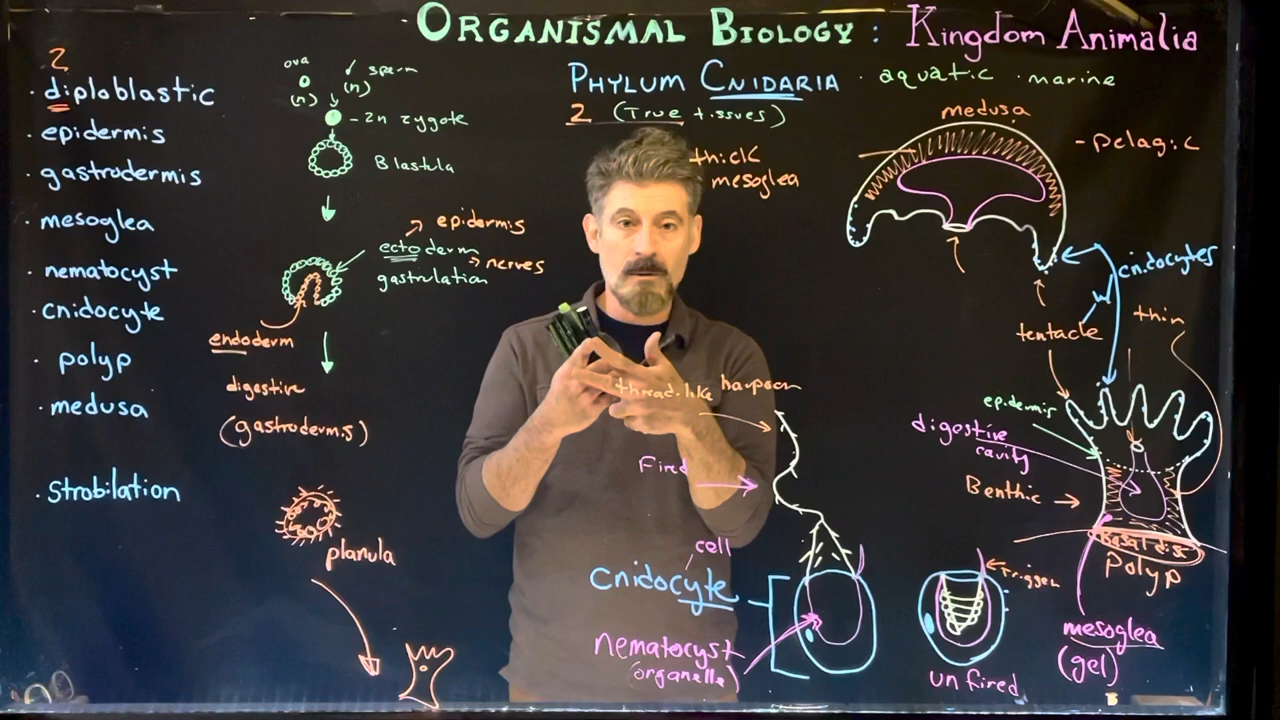 ORGANISMAL BIOLOGY : Kingdom Animalia
PHYLUM CNIDARIA · aquatic · marine
2 (True tissues)
2
· diploblastic
· epidermis
· gastrodermis
· mesoglea
· nematocyst
· cnidocyte
· polyp
· medusa
· Strobilation
ova
(n)
✓ sperm
(n)
- 2n zygote
Blastula
epidermis
ectoderm
nerves
gastrulation
endoderm
digestive
(gastrodermis)
planula
thick
mesoglea
medusa
- pelagic
cnidocytes
tentacle
thin
epidermis
digestive
cavity
Benthic
Basal disc
Polyp
mesoglea
(gel)
thread-like harpoon
Fired
cell
cnidocyte
nematocyst
(organelle)
Trigger
unfired